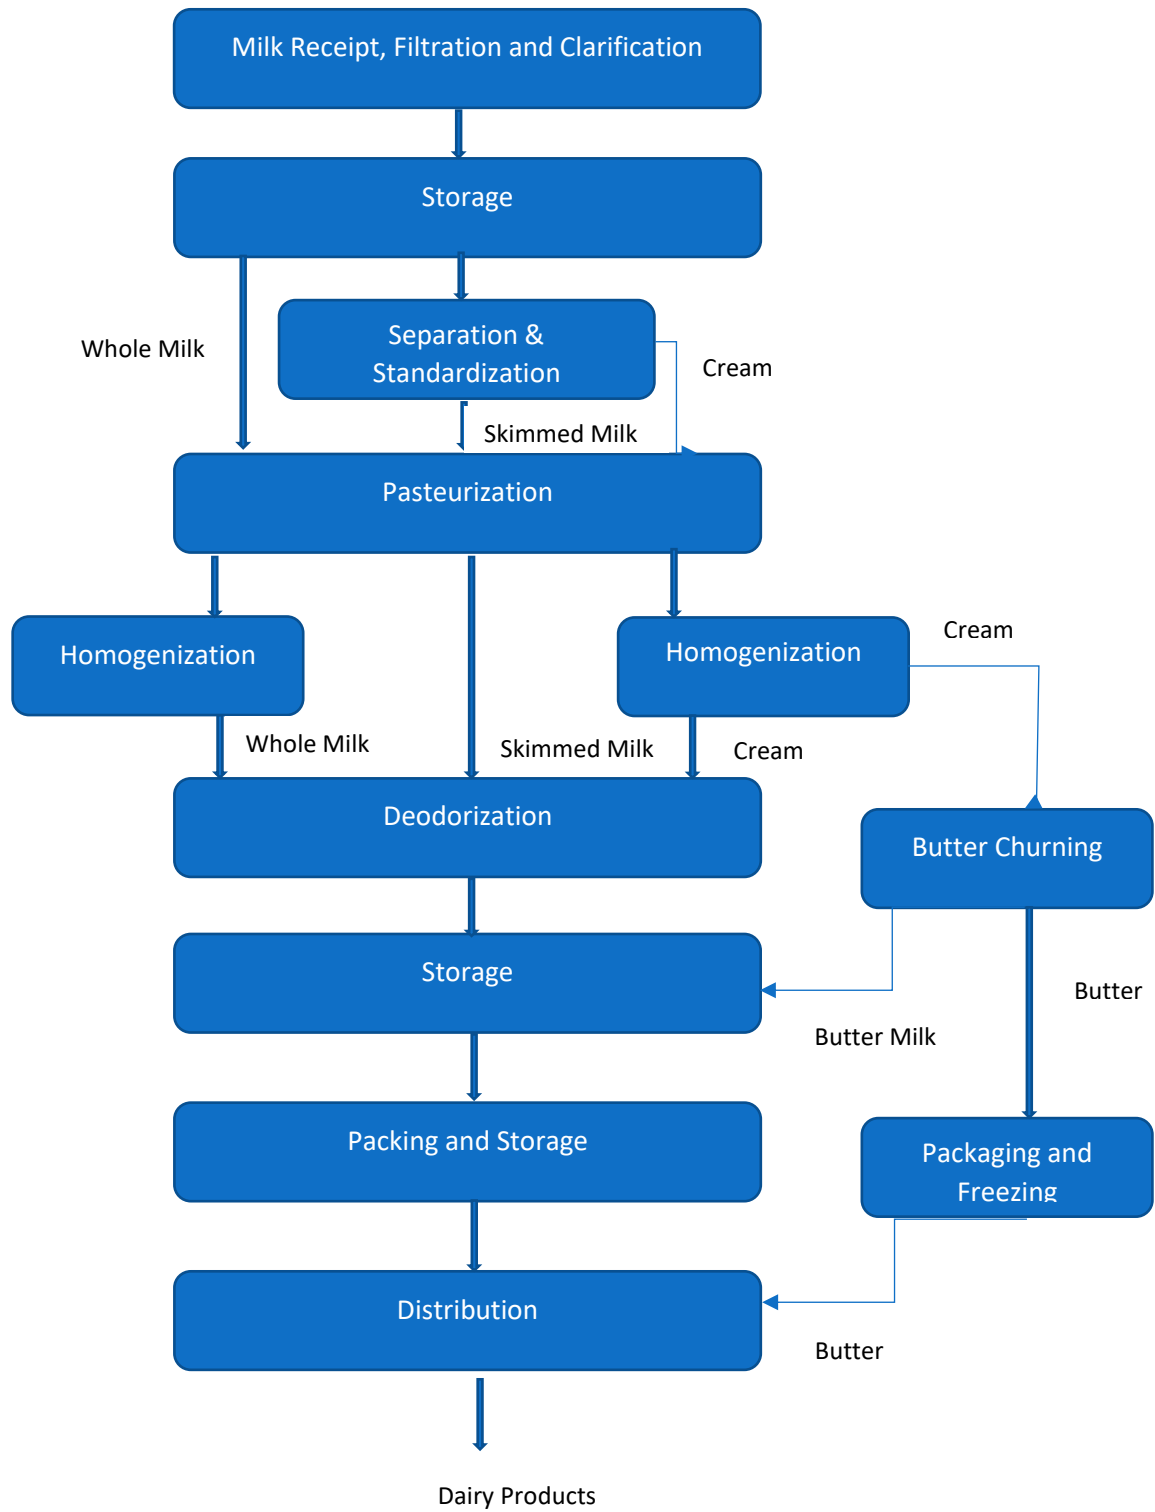 Milk Receipt, Filtration and Clarification
Storage
Whole Milk
Separation &
Standardization
Cream
Skimmed Milk
Pasteurization
Homogenization
Homogenization
Cream
Whole Milk
Skimmed Milk
Cream
Deodorization
Butter Churning
Storage
Butter
Butter Milk
Packing and Storage
Packaging and
Freezing
Distribution
Butter
Dairy Products